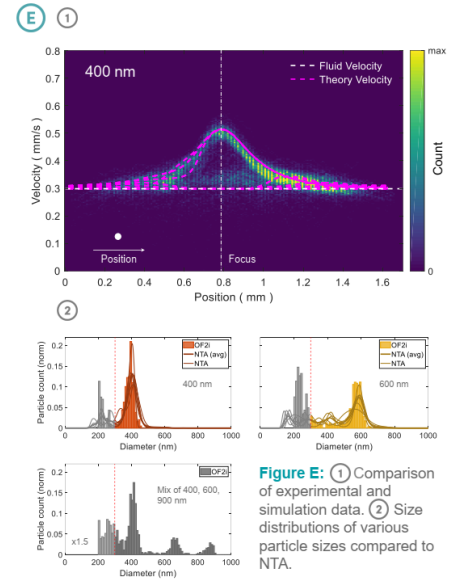 E 1
400 nm
Fluid Velocity
Theory Velocity
Velocity ( mm/s )
0.8
0.7
0.6
0.5
0.4
0.3
0.2
0.1
0
Position
Focus
0 0.2 0.4 0.6 0.8 1 1.2 1.4 1.6
Position ( mm )
max
Count
0
2
Particle count (norm)
0.2
0.15
0.1
0.05
0
OF2i
NTA (avg)
NTA
400 nm
0 200 400 600 800 1000
Diameter (nm)
Particle count (norm)
0.2
0.15
0.1
0.05
0
OF2i
NTA (avg)
NTA
600 nm
0 200 400 600 800 1000
Diameter (nm)
Particle count (norm)
0.2
0.15
0.1
0.05
0
OF2i
Mix of 400, 600,
900 nm
x1.5
0 200 400 600 800 1000
Diameter (nm)
Figure E: 1 Comparison
of experimental and
simulation data. 2 Size
distributions of various
particle sizes compared to
NTA.